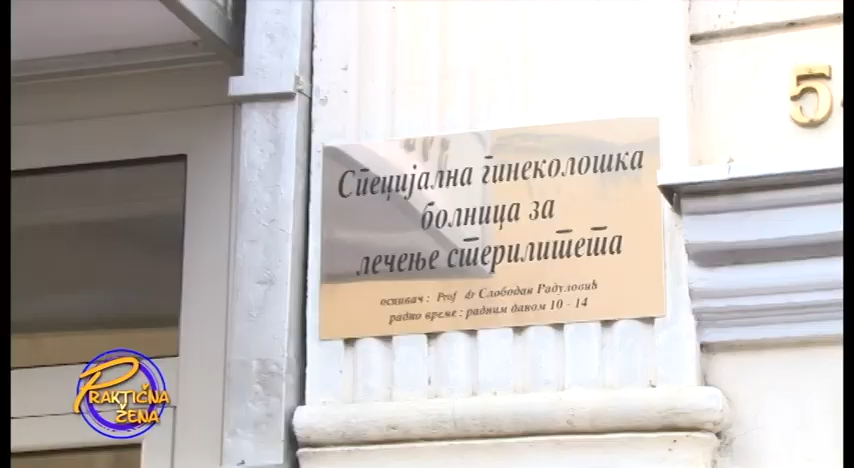 Специјална гинеколошка
болница за
лечење стерилитета
оснивач : Prof dr Слободан Радуловић
радно време : радним даном 10 - 14
5
PRAKTIČNA
ŽENA